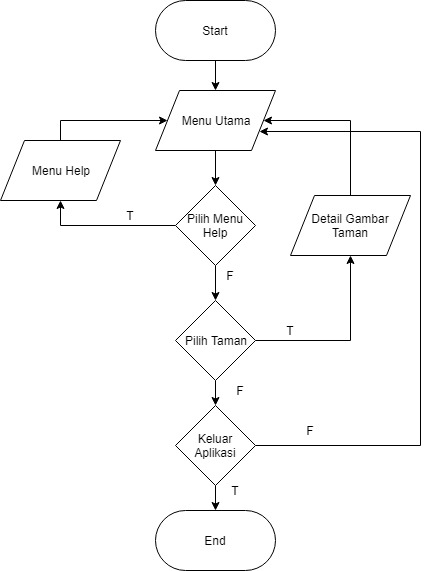 Start
Menu Utama
Menu Help
T
Pilih Menu
Help
Detail Gambar
Taman
F
Pilih Taman
T
F
Keluar
Aplikasi
F
T
End